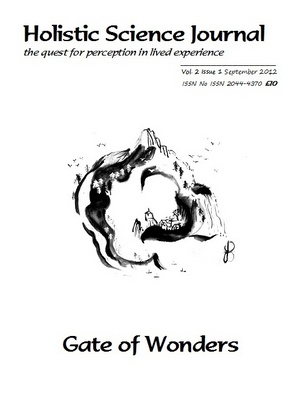 Holistic Science Journal
the quest for perception in lived experience
Vol. 2 Issue 1 September 2012
ISSN No ISSN 2044-4370 £10
Gate of Wonders